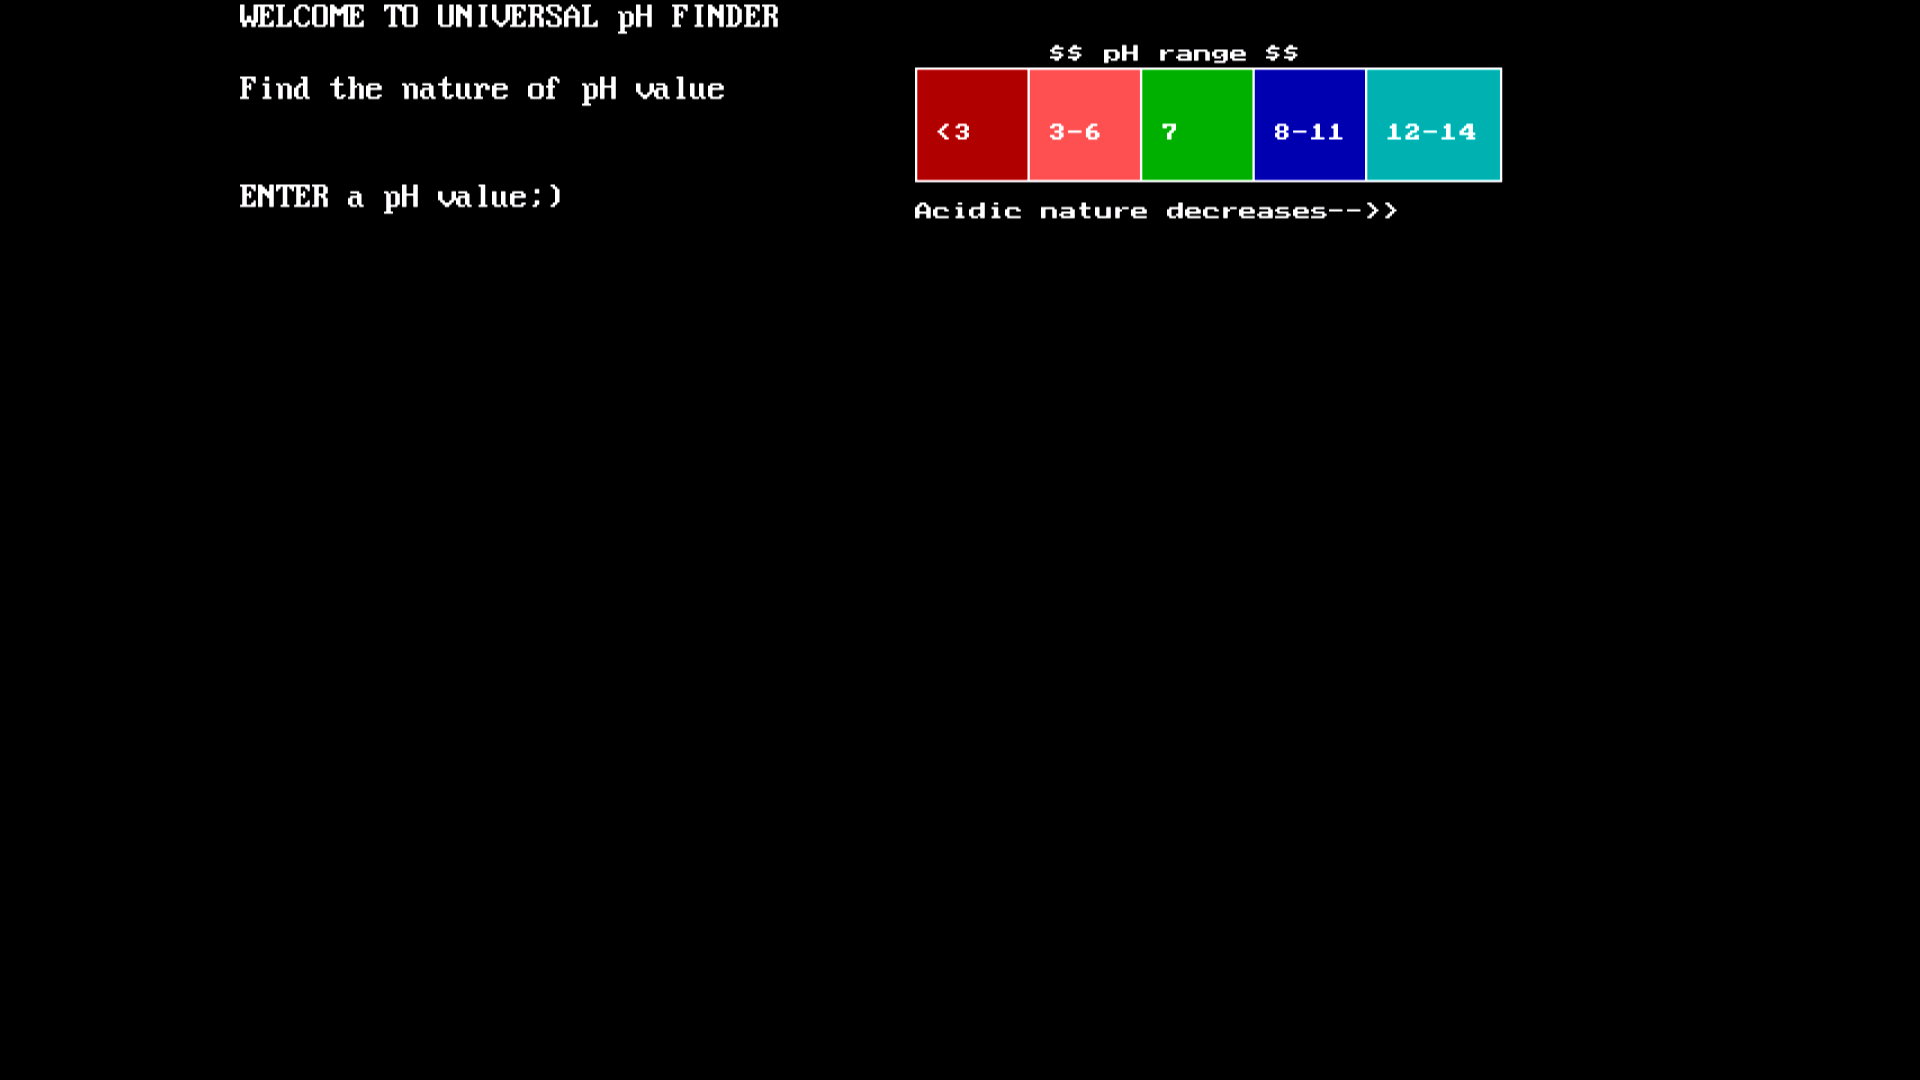 WELCOME TO UNIVERSAL pH FINDER
$$ pH range $$
Find the nature of pH value
<3 3-6 7 8-11 12-14
ENTER a pH value;)
Acidic nature decreases-->>